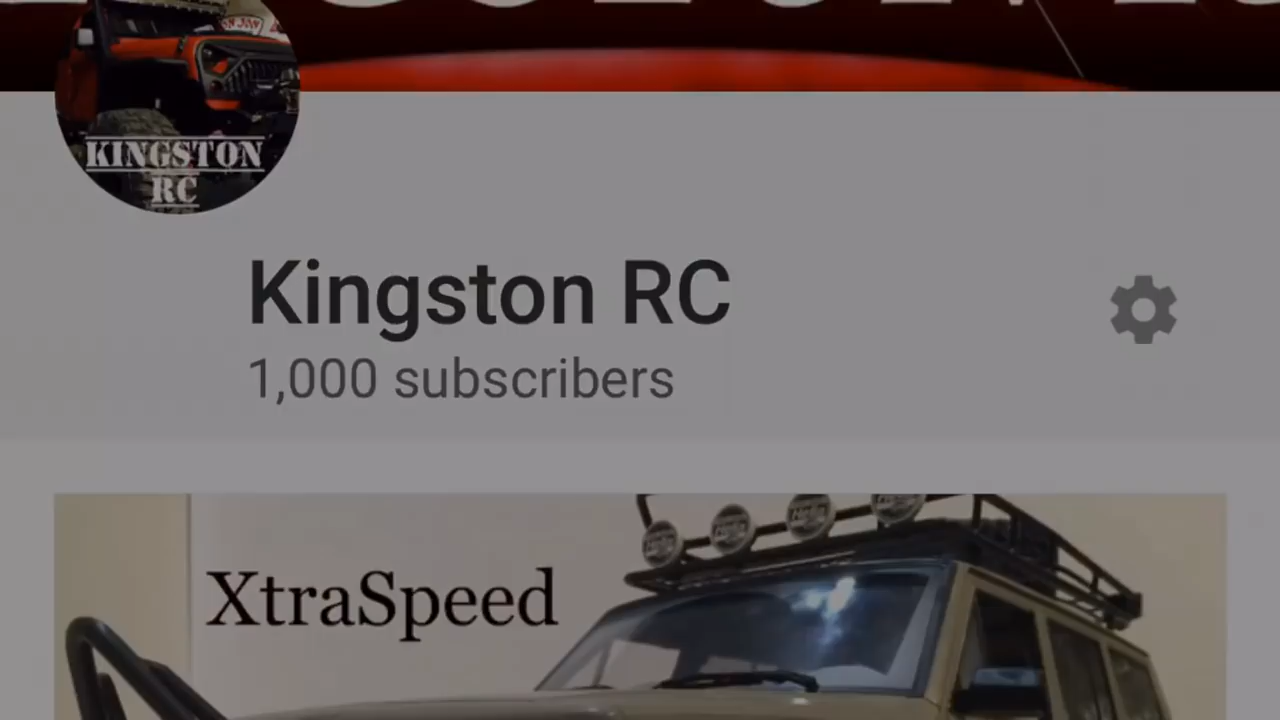 KINGSTON
RC
Kingston RC
1,000 subscribers
XtraSpeed